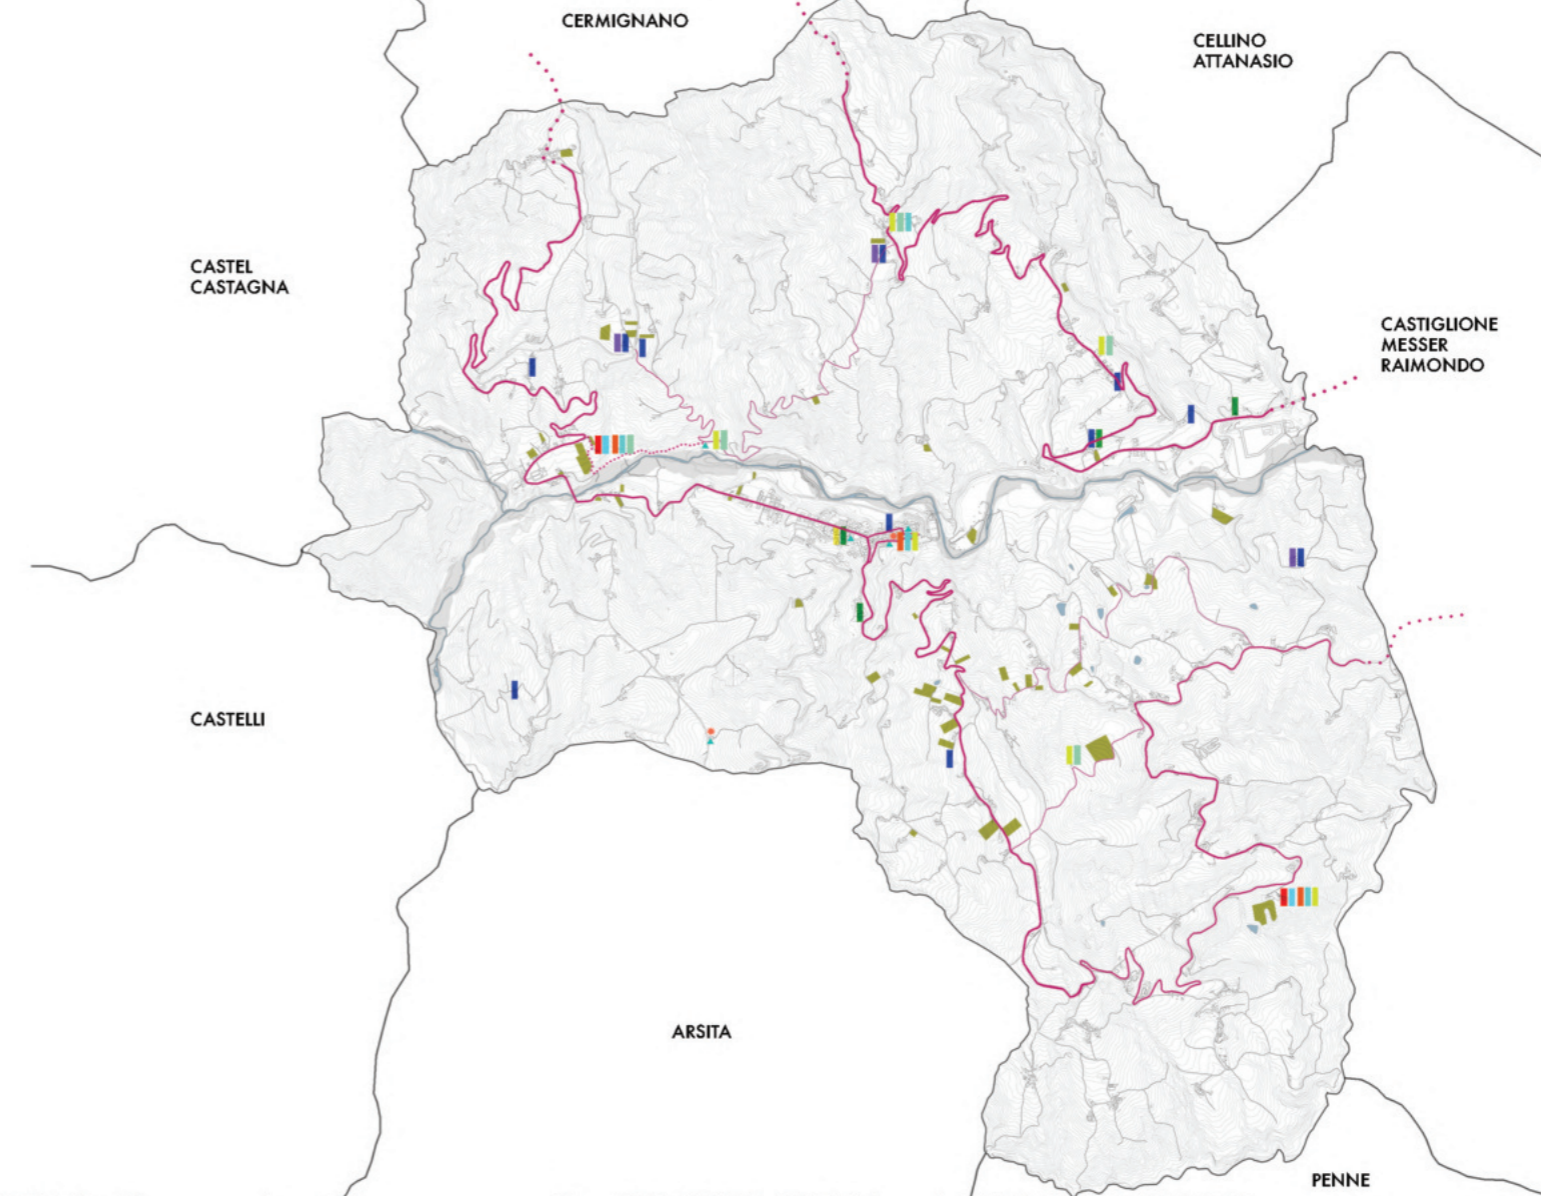 CERMIGNANO
CELLINO
ATTANASIO
CASTEL
CASTAGNA
CASTIGLIONE
MESSER
RAIMONDO
CASTELLI
ARSITA
PENNE